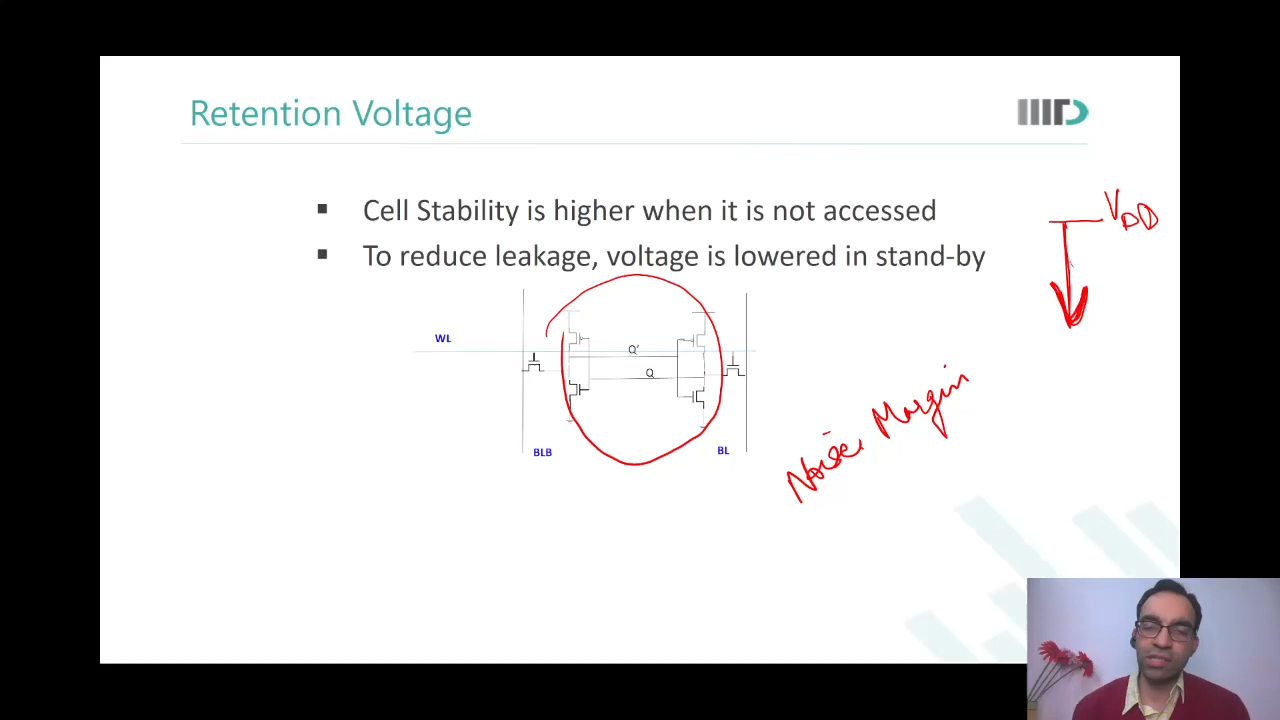 Retention Voltage
IIITD
▪ Cell Stability is higher when it is not accessed
▪ To reduce leakage, voltage is lowered in stand-by
VDD
WL
Q'
Q
BLB
BL
Noise Margin